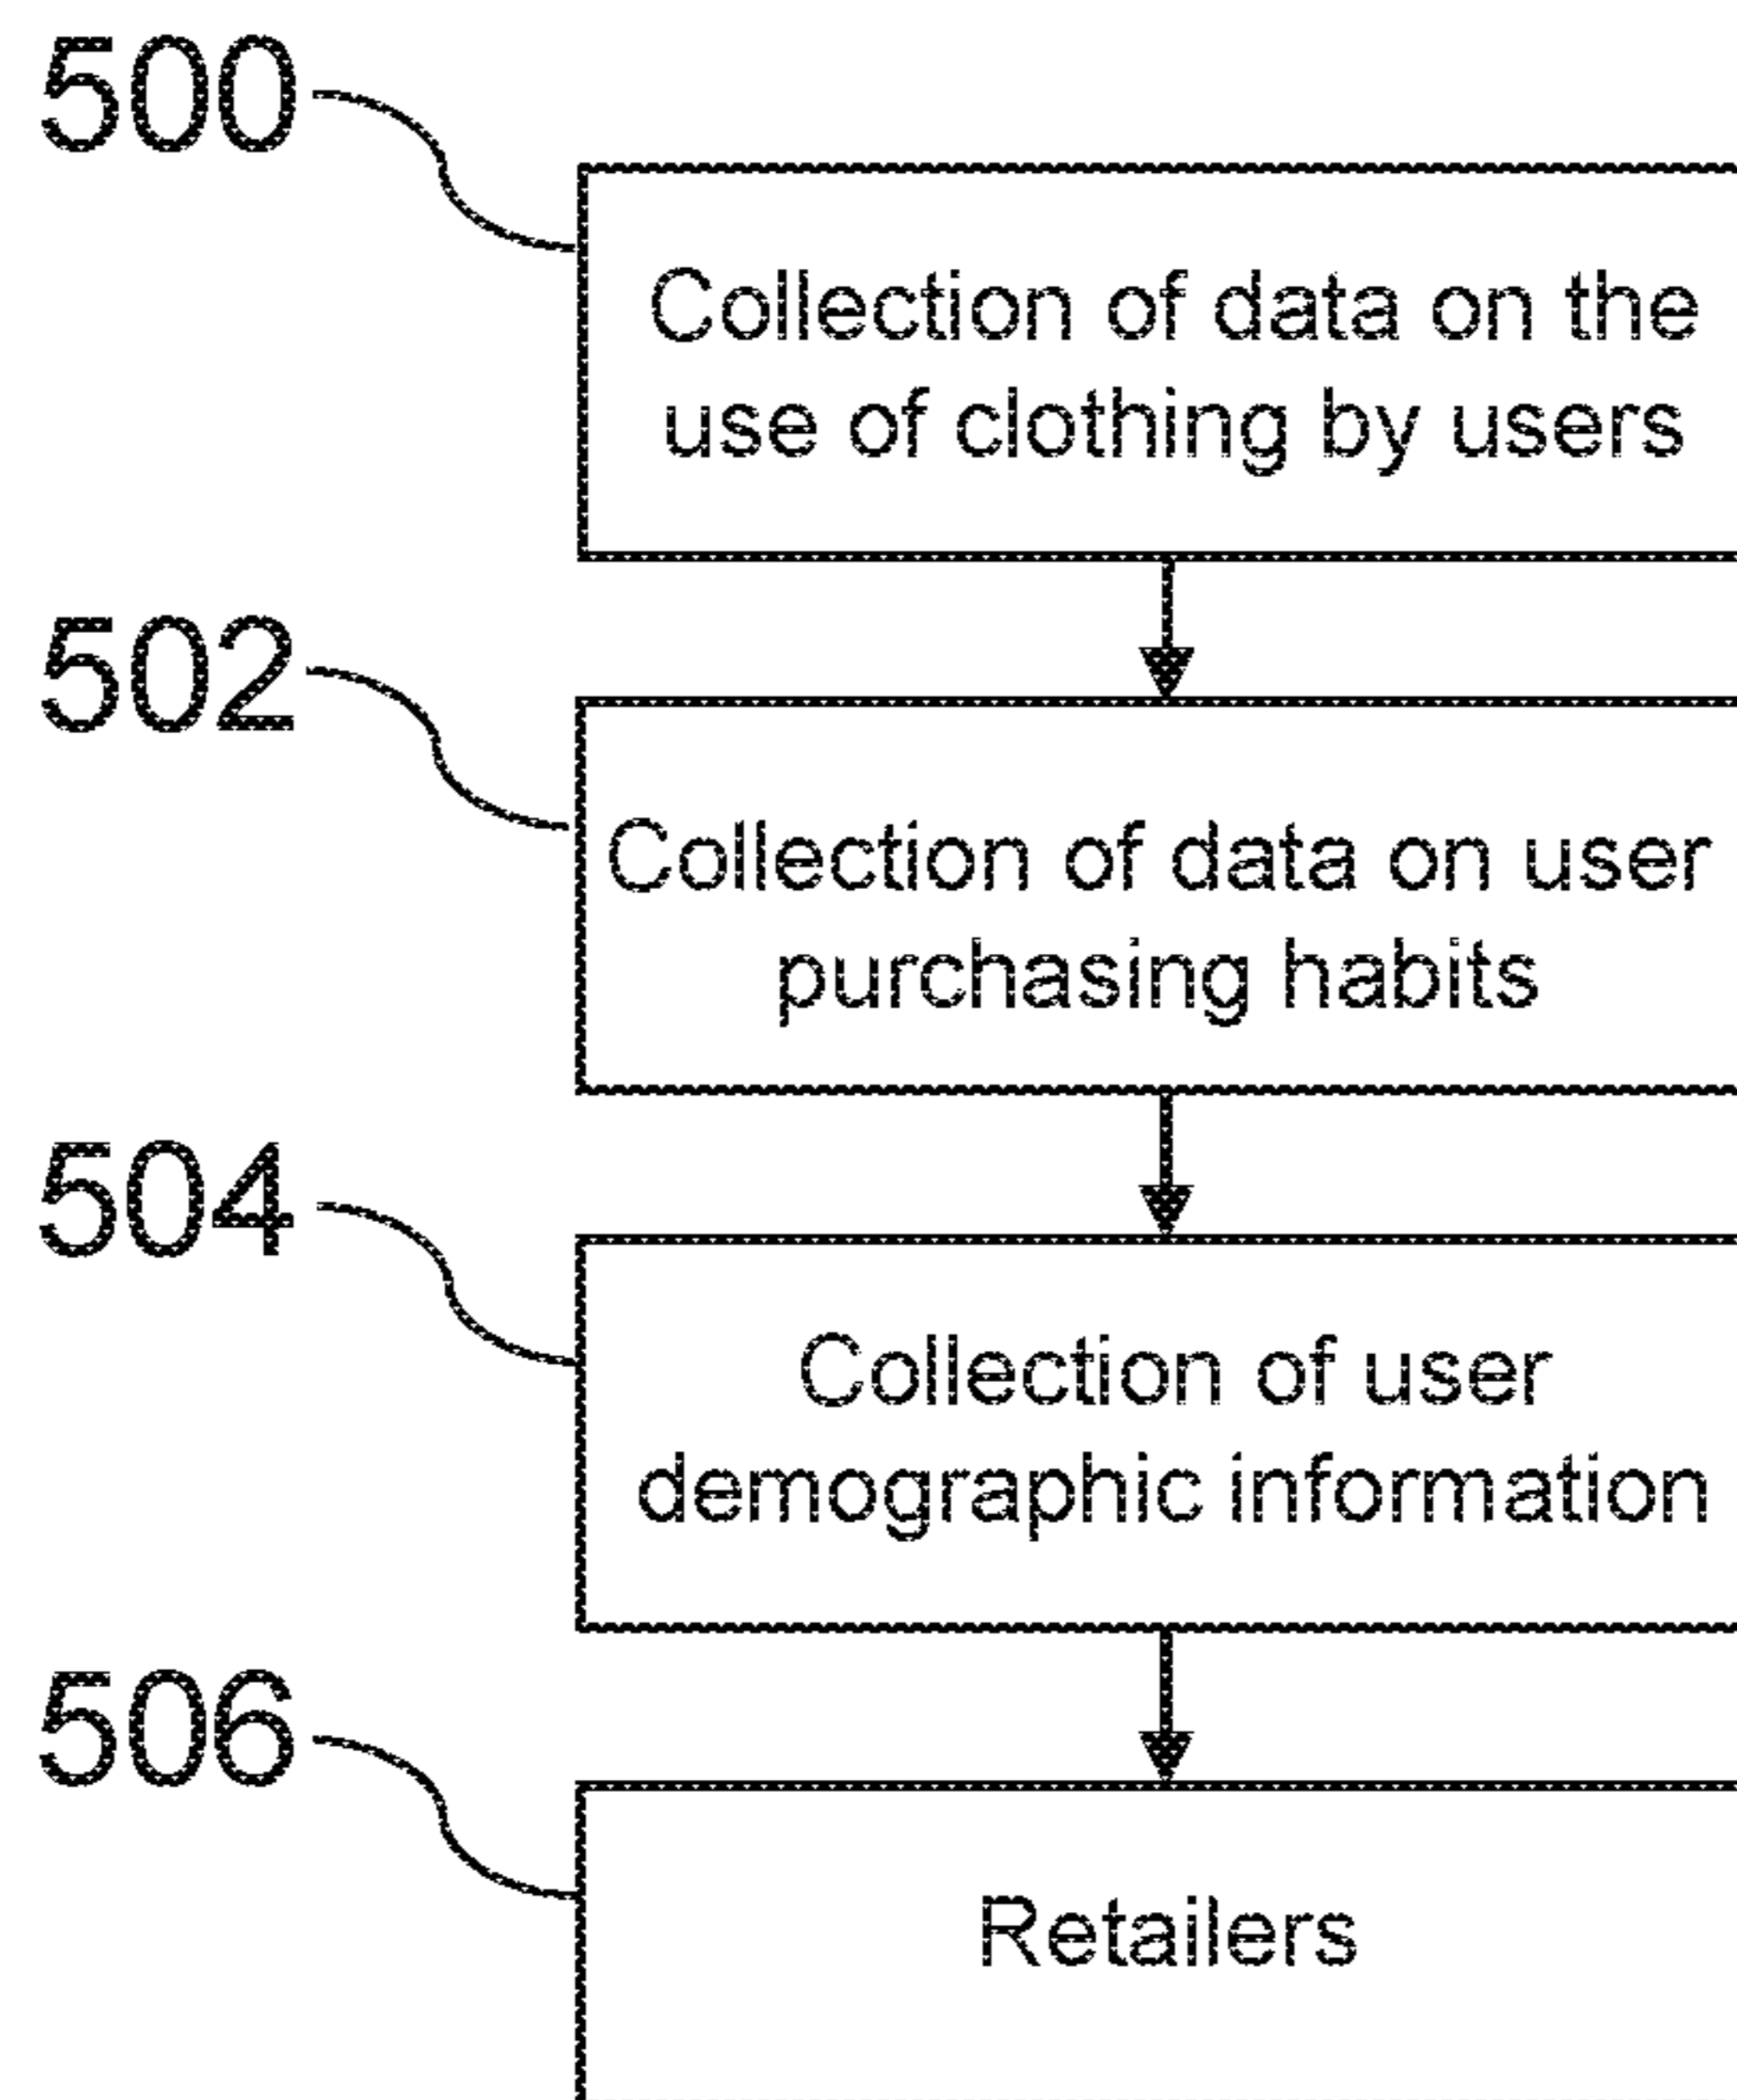 500
Collection of data on the
use of clothing by users
502
Collection of data on user
purchasing habits
504
Collection of user
demographic information
506
Retailers